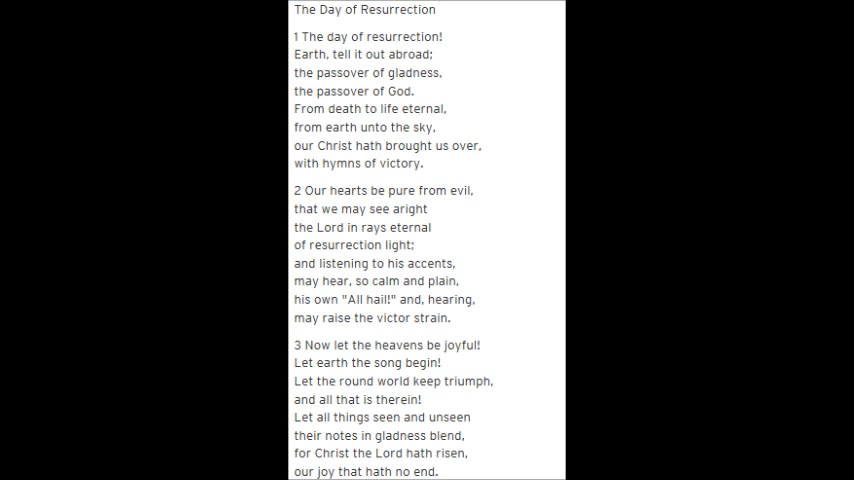 The Day of Resurrection
1 The day of resurrection!
Earth, tell it out abroad;
the passover of gladness,
the passover of God.
From death to life eternal,
from earth unto the sky,
our Christ hath brought us over,
with hymns of victory.
2 Our hearts be pure from evil,
that we may see aright
the Lord in rays eternal
of resurrection light;
and listening to his accents,
may hear, so calm and plain,
his own "All hail!" and, hearing,
may raise the victor strain.
3 Now let the heavens be joyful!
Let earth the song begin!
Let the round world keep triumph,
and all that is therein!
Let all things seen and unseen
their notes in gladness blend,
for Christ the Lord hath risen,
our joy that hath no end.